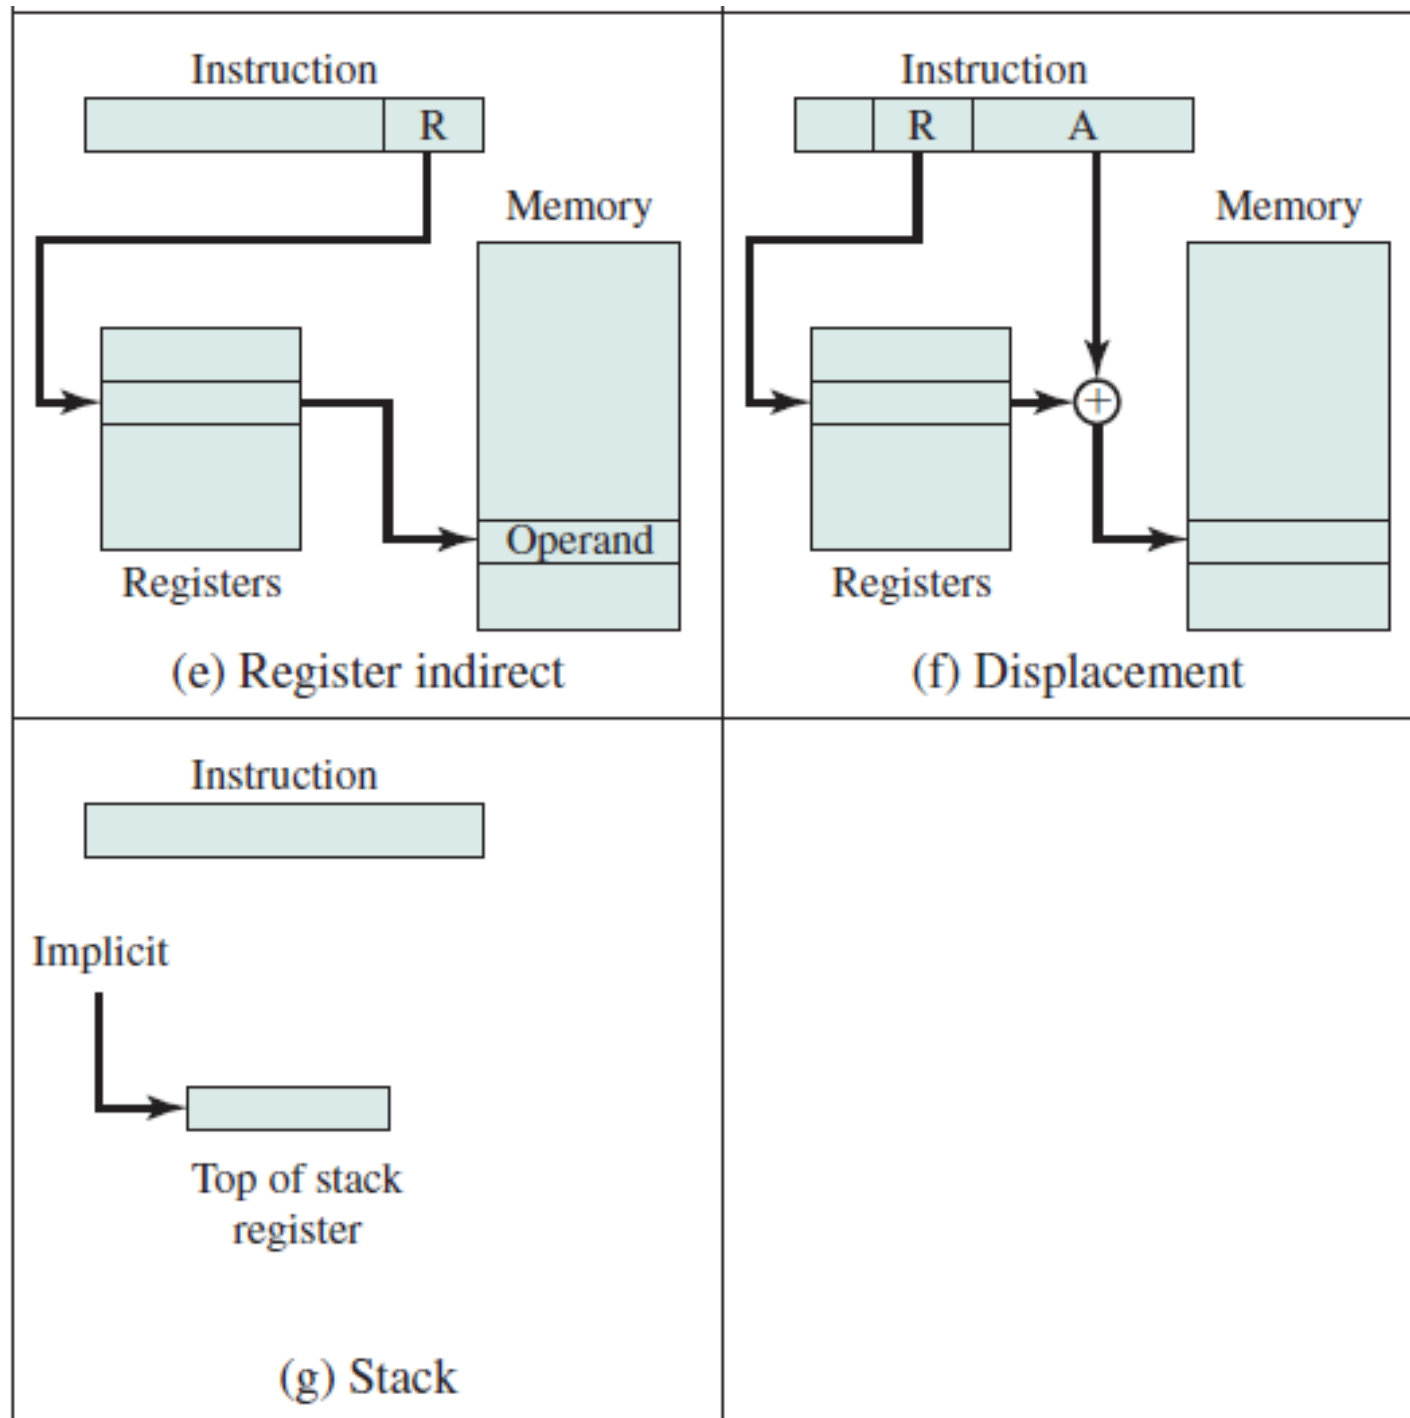 Instruction
R
Memory
Operand
Registers
(e) Register indirect
Instruction
R A
Memory
+
Registers
(f) Displacement
Instruction
Implicit
Top of stack
register
(g) Stack